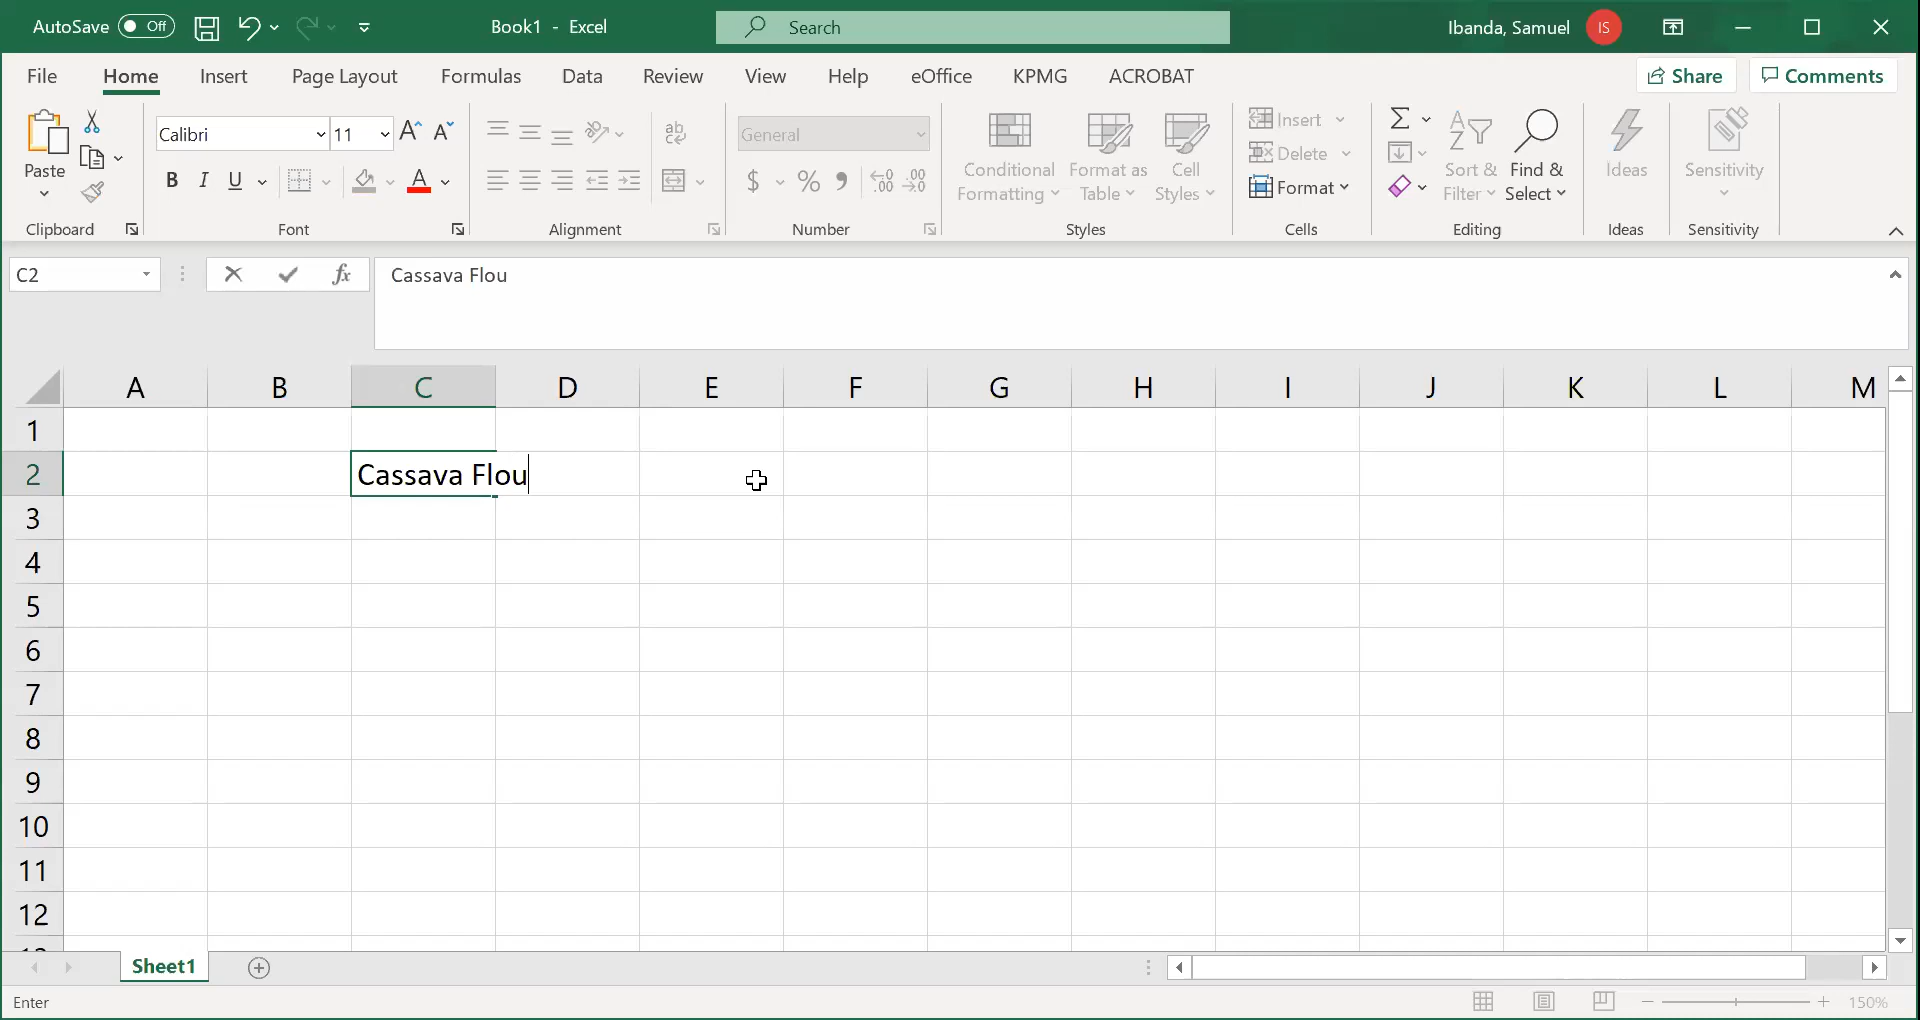 AutoSave Off Book1 - Excel Search Ibanda, Samuel IS
File Home Insert Page Layout Formulas Data Review View Help eOffice KPMG ACROBAT Share Comments
Paste
Clipboard
Calibri 11
B I U A
Font
ab
Alignment
General
$ % .00
Number
Conditional Formatting
Format as Table
Cell Styles
Styles
Insert
Delete
Format
Cells
Σ
Sort & Filter
Find & Select
Editing
Ideas
Ideas
Sensitivity
Sensitivity
C2 fx Cassava Flou
A B C D E F G H I J K L M
1
2 Cassava Flou
3
4
5
6
7
8
9
10
11
12
Sheet1
Enter 150%